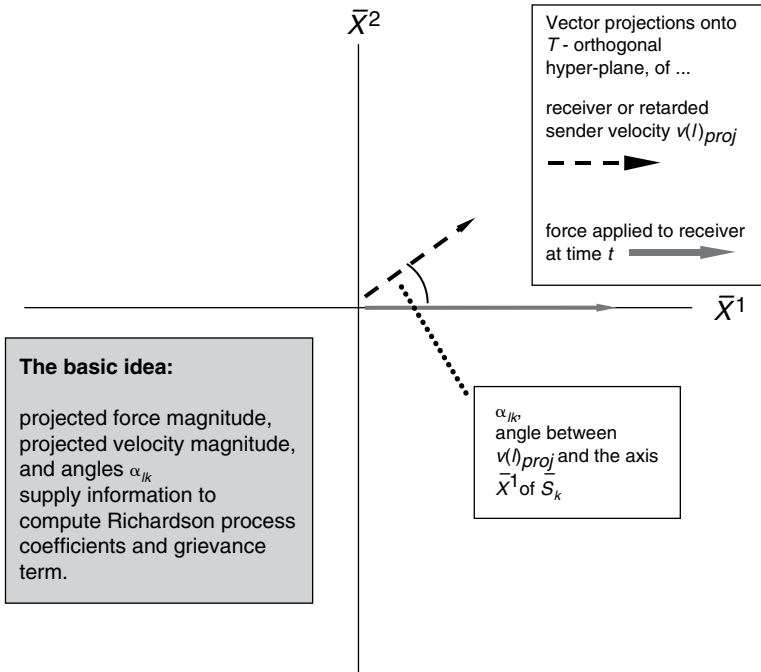 X̄²
Vector projections onto
T - orthogonal
hyper-plane, of ...
receiver or retarded
sender velocity v(l)proj
force applied to receiver
at time t
X̄¹
The basic idea:
projected force magnitude,
projected velocity magnitude,
and angles αlk
supply information to
compute Richardson process
coefficients and grievance
term.
αlk,
angle between
v(l)proj and the axis
X̄¹of S̄k